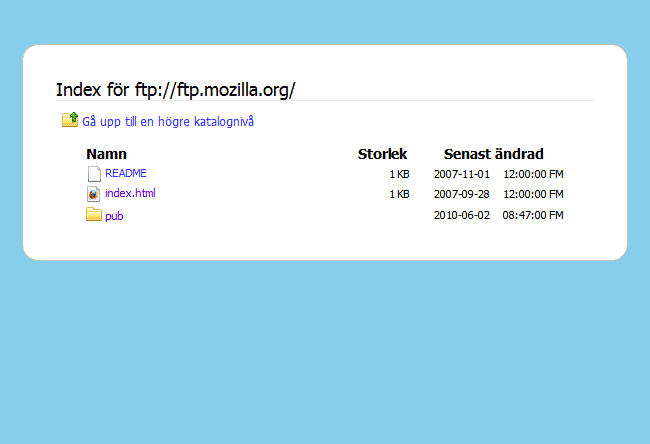 Index för ftp://ftp.mozilla.org/
Gå upp till en högre katalognivå
Namn Storlek Senast ändrad
README 1 KB 2007-11-01 12:00:00 FM
index.html 1 KB 2007-09-28 12:00:00 FM
pub 2010-06-02 08:47:00 FM